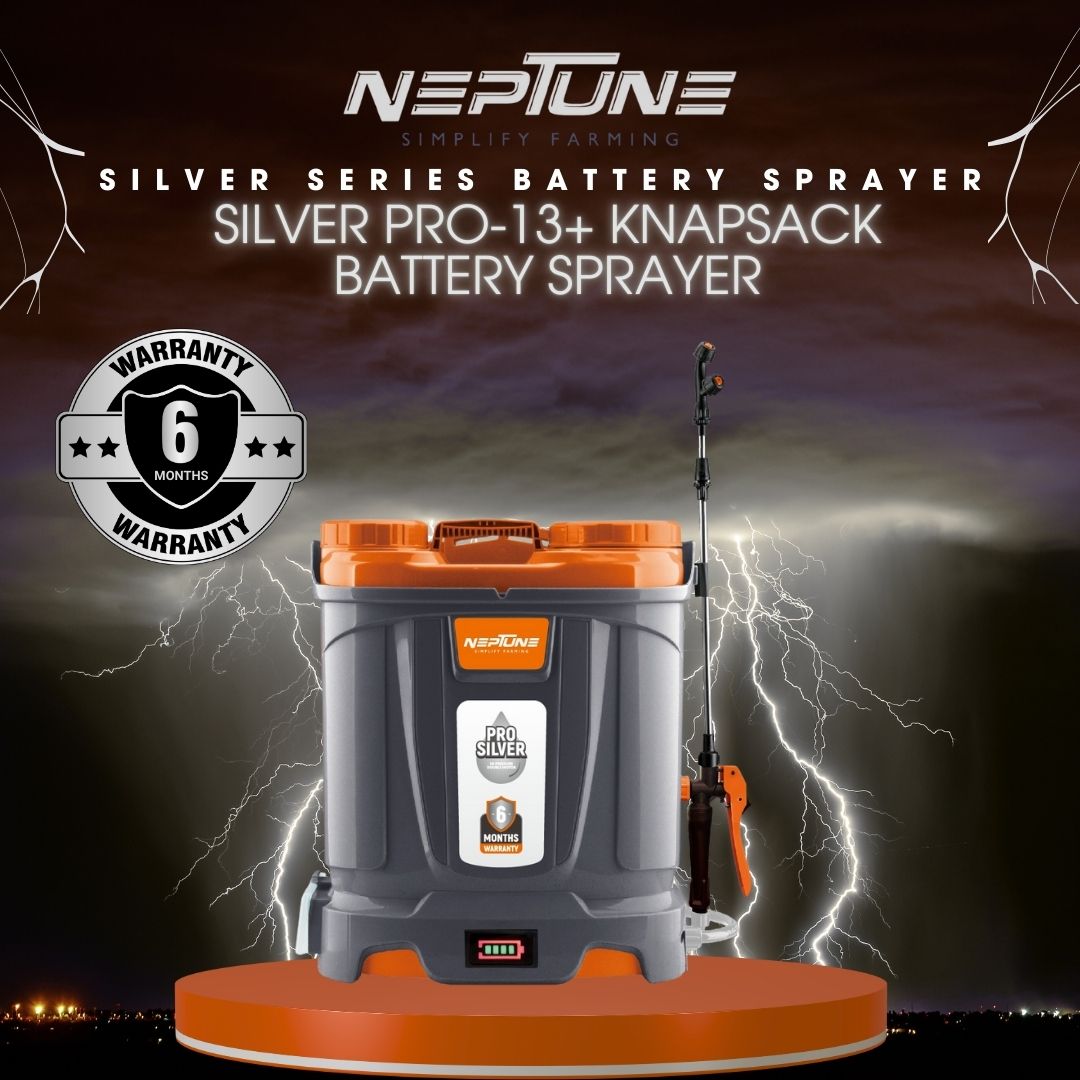 NEPTUNE
SIMPLIFY FARMING
SILVER SERIES BATTERY SPRAYER
SILVER PRO-13+ KNAPSACK
BATTERY SPRAYER
WARRANTY
6
MONTHS
WARRANTY
NEPTUNE
SIMPLIFY FARMING
PRO
SILVER
6
MONTHS
WARRANTY